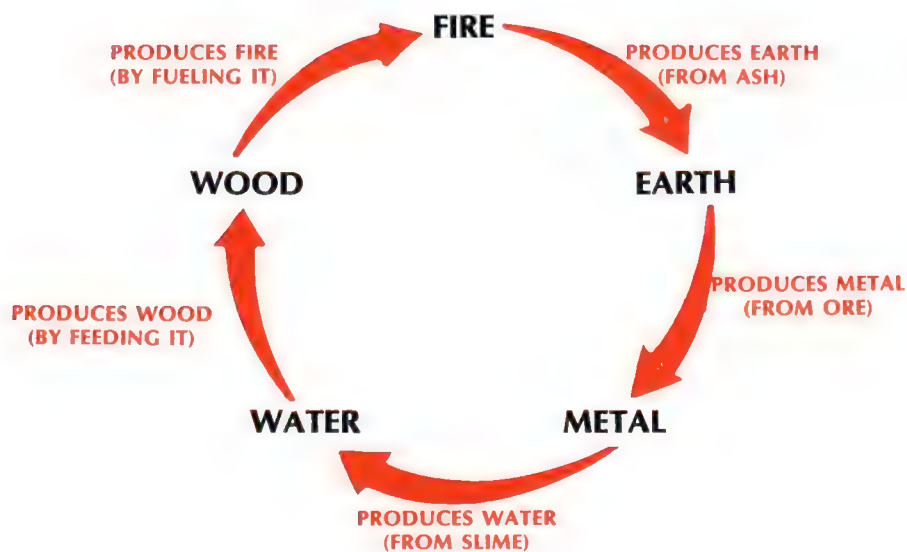 FIRE
PRODUCES FIRE
(BY FUELING IT)
PRODUCES EARTH
(FROM ASH)
WOOD
EARTH
PRODUCES WOOD
(BY FEEDING IT)
PRODUCES METAL
(FROM ORE)
WATER
METAL
PRODUCES WATER
(FROM SLIME)